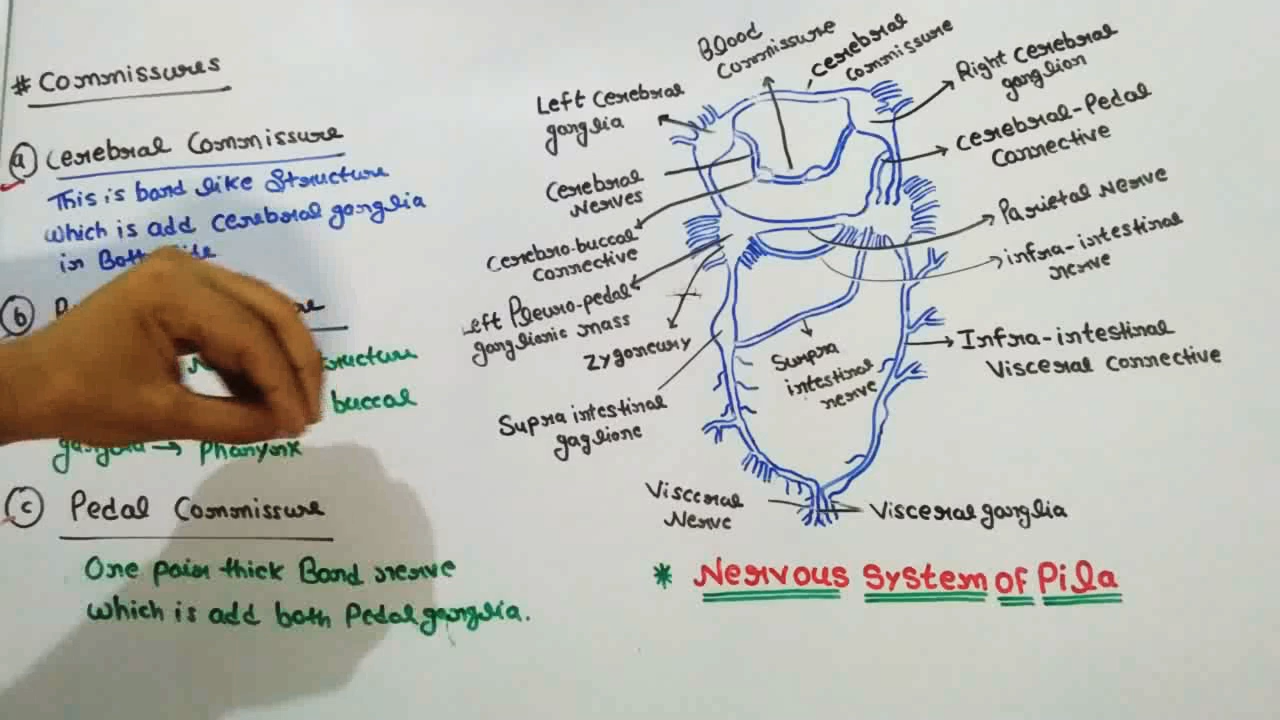 # Commissures
a Cerebral Commissure
This is band like Structure
which is add cerebral ganglia
in Both
b
structure
buccal
ganglia → Pharynx
c Pedal Commissure
One pair thick Band nerve
which is add both Pedal ganglia.
Blood
Commissure
cerebral
commissure
Left cerebral
ganglia
Right cerebral
ganglion
cerebral-Pedal
Connective
Cerebral
Nerves
Parietal Nerve
Cerebro-buccal
connective
infra-intestinal
nerve
Left Pleuro-pedal
ganglionic mass
Zygoneury
Surpra
intestinal
nerve
Infra-intestinal
Visceral Connective
Supra intestinal
gaglione
Visceral
Nerve
Visceral ganglia
* Nervous System of Pila